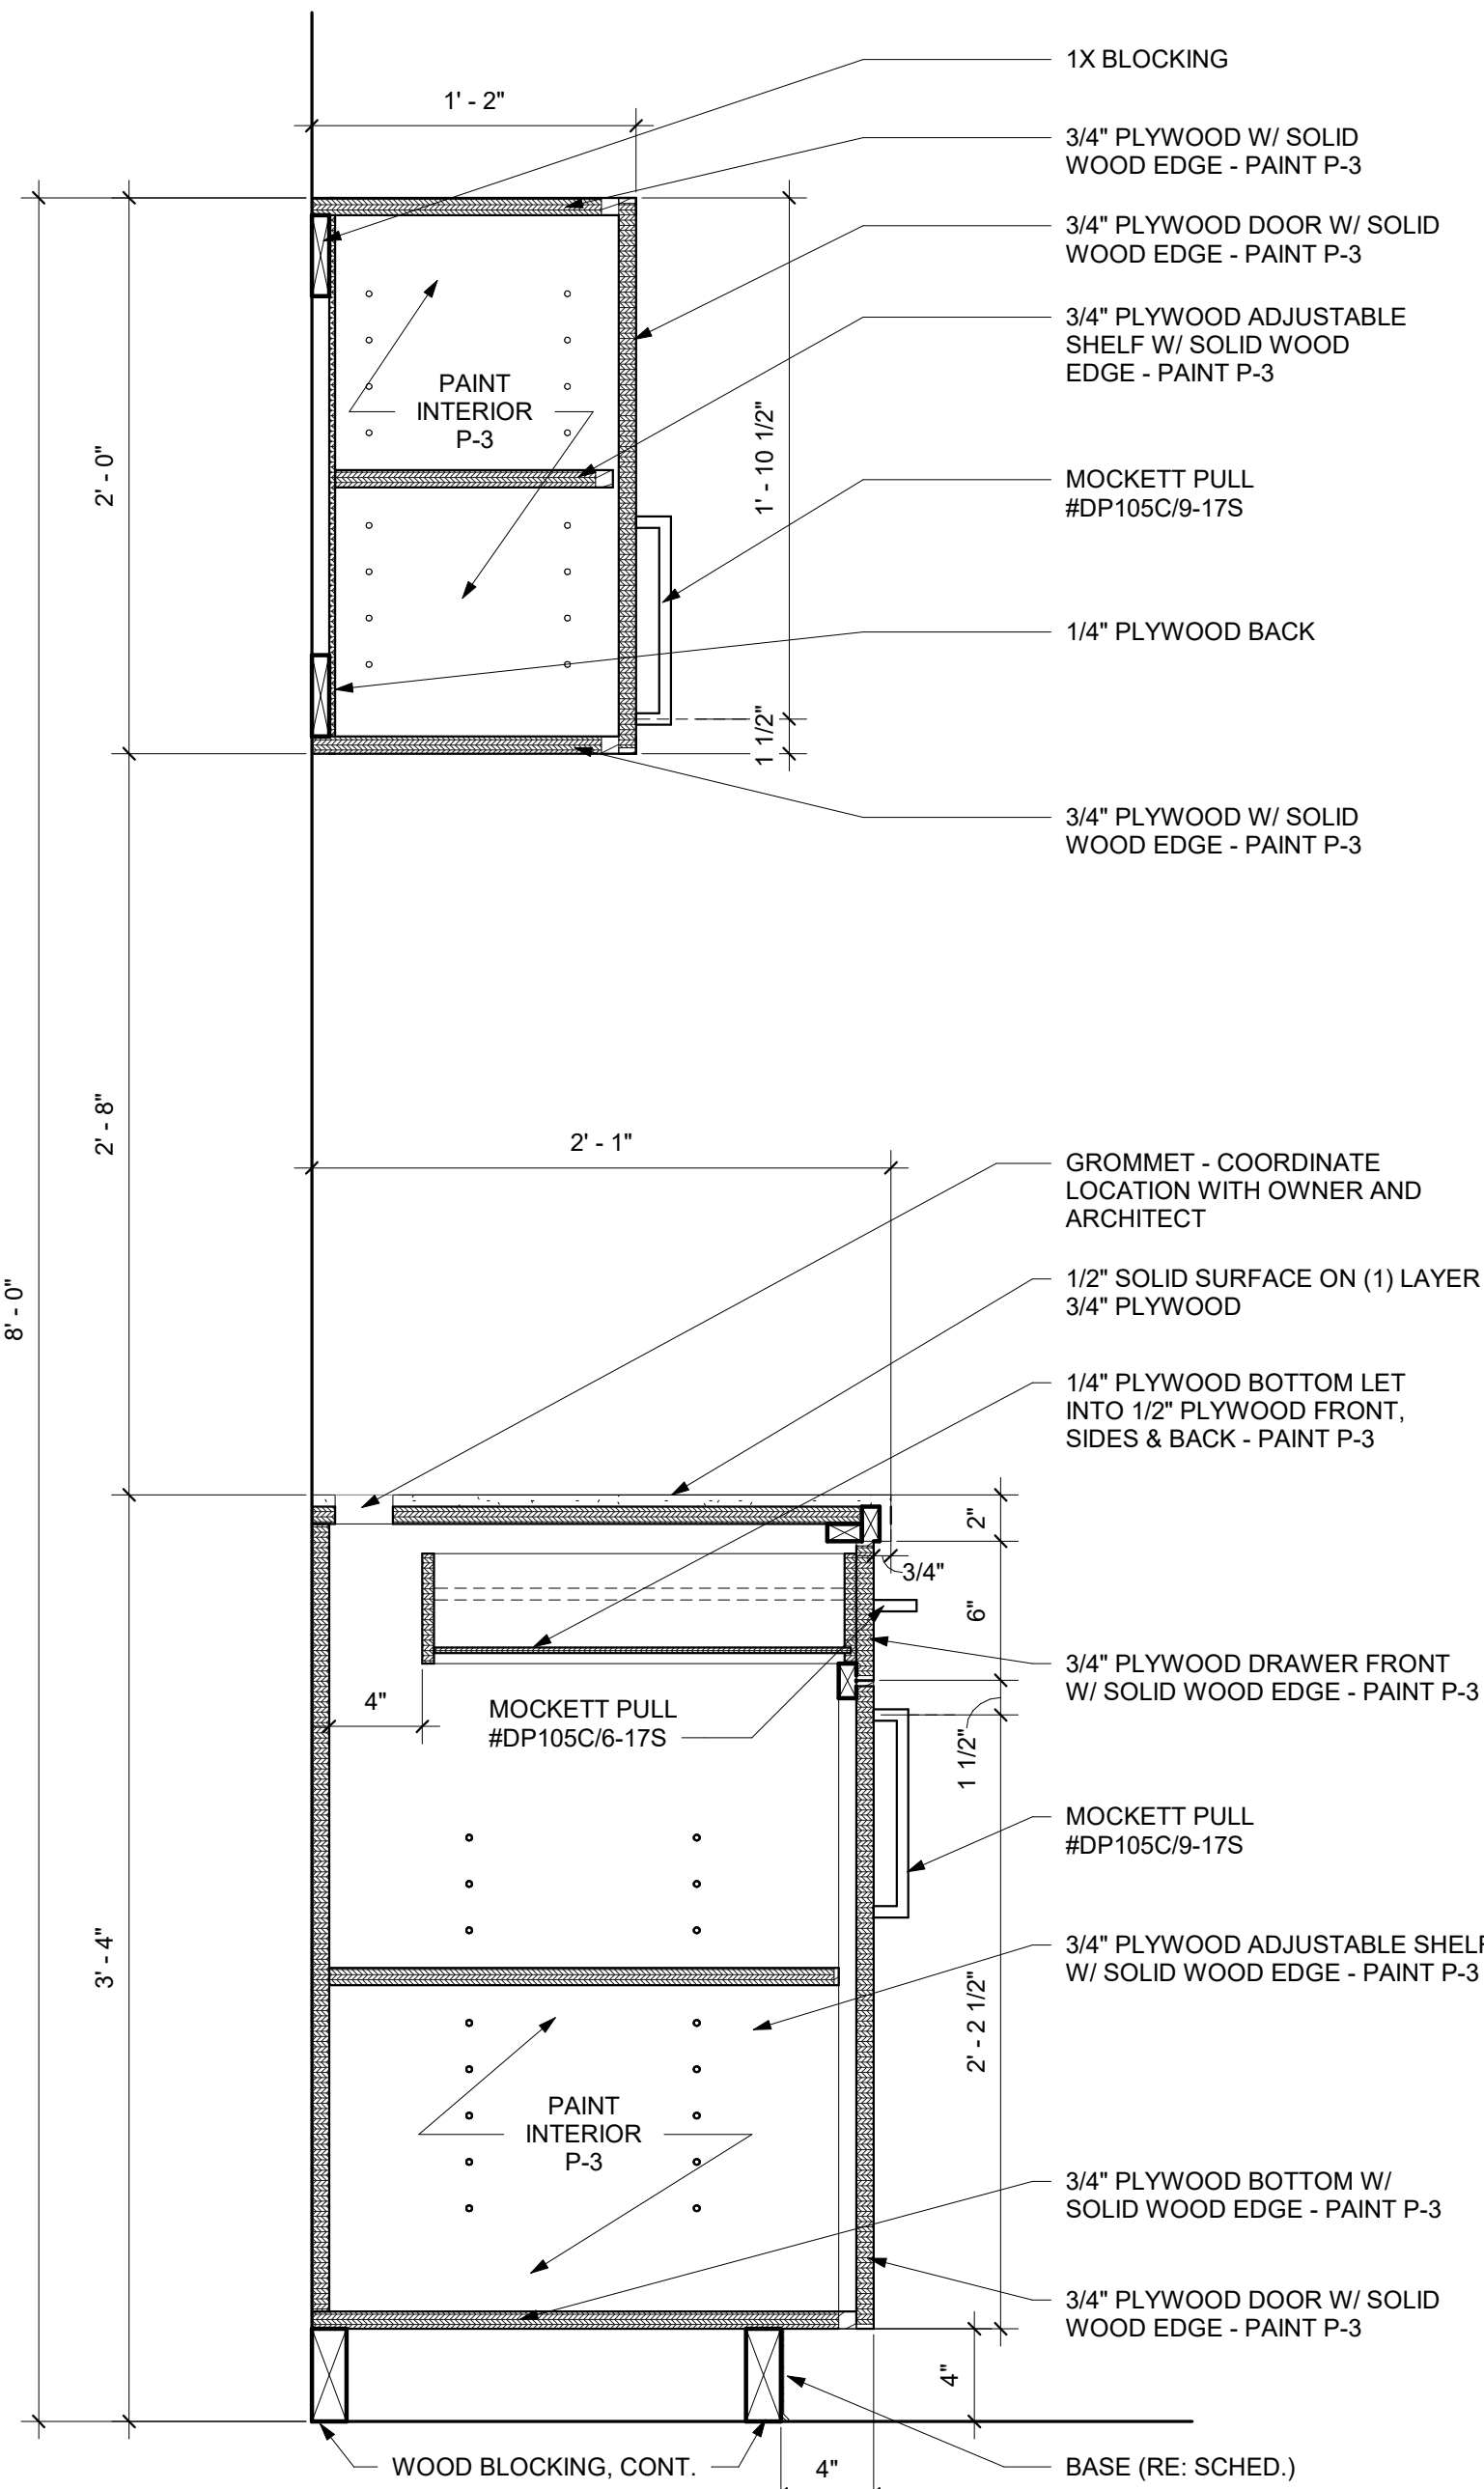 1X BLOCKING
1' - 2"
3/4" PLYWOOD W/ SOLID
WOOD EDGE - PAINT P-3
3/4" PLYWOOD DOOR W/ SOLID
WOOD EDGE - PAINT P-3
3/4" PLYWOOD ADJUSTABLE
SHELF W/ SOLID WOOD
EDGE - PAINT P-3
PAINT
INTERIOR
P-3
2' - 0"
1' - 10 1/2"
MOCKETT PULL
#DP105C/9-17S
1/4" PLYWOOD BACK
1 1/2"
3/4" PLYWOOD W/ SOLID
WOOD EDGE - PAINT P-3
2' - 8"
2' - 1"
GROMMET - COORDINATE
LOCATION WITH OWNER AND
ARCHITECT
8' - 0"
1/2" SOLID SURFACE ON (1) LAYER
3/4" PLYWOOD
1/4" PLYWOOD BOTTOM LET
INTO 1/2" PLYWOOD FRONT,
SIDES & BACK - PAINT P-3
2"
3/4"
6"
3/4" PLYWOOD DRAWER FRONT
W/ SOLID WOOD EDGE - PAINT P-3
4"
MOCKETT PULL
#DP105C/6-17S
1 1/2"
MOCKETT PULL
#DP105C/9-17S
3' - 4"
3/4" PLYWOOD ADJUSTABLE SHELF
W/ SOLID WOOD EDGE - PAINT P-3
2' - 2 1/2"
PAINT
INTERIOR
P-3
3/4" PLYWOOD BOTTOM W/
SOLID WOOD EDGE - PAINT P-3
3/4" PLYWOOD DOOR W/ SOLID
WOOD EDGE - PAINT P-3
4"
WOOD BLOCKING, CONT.
4"
BASE (RE: SCHED.)